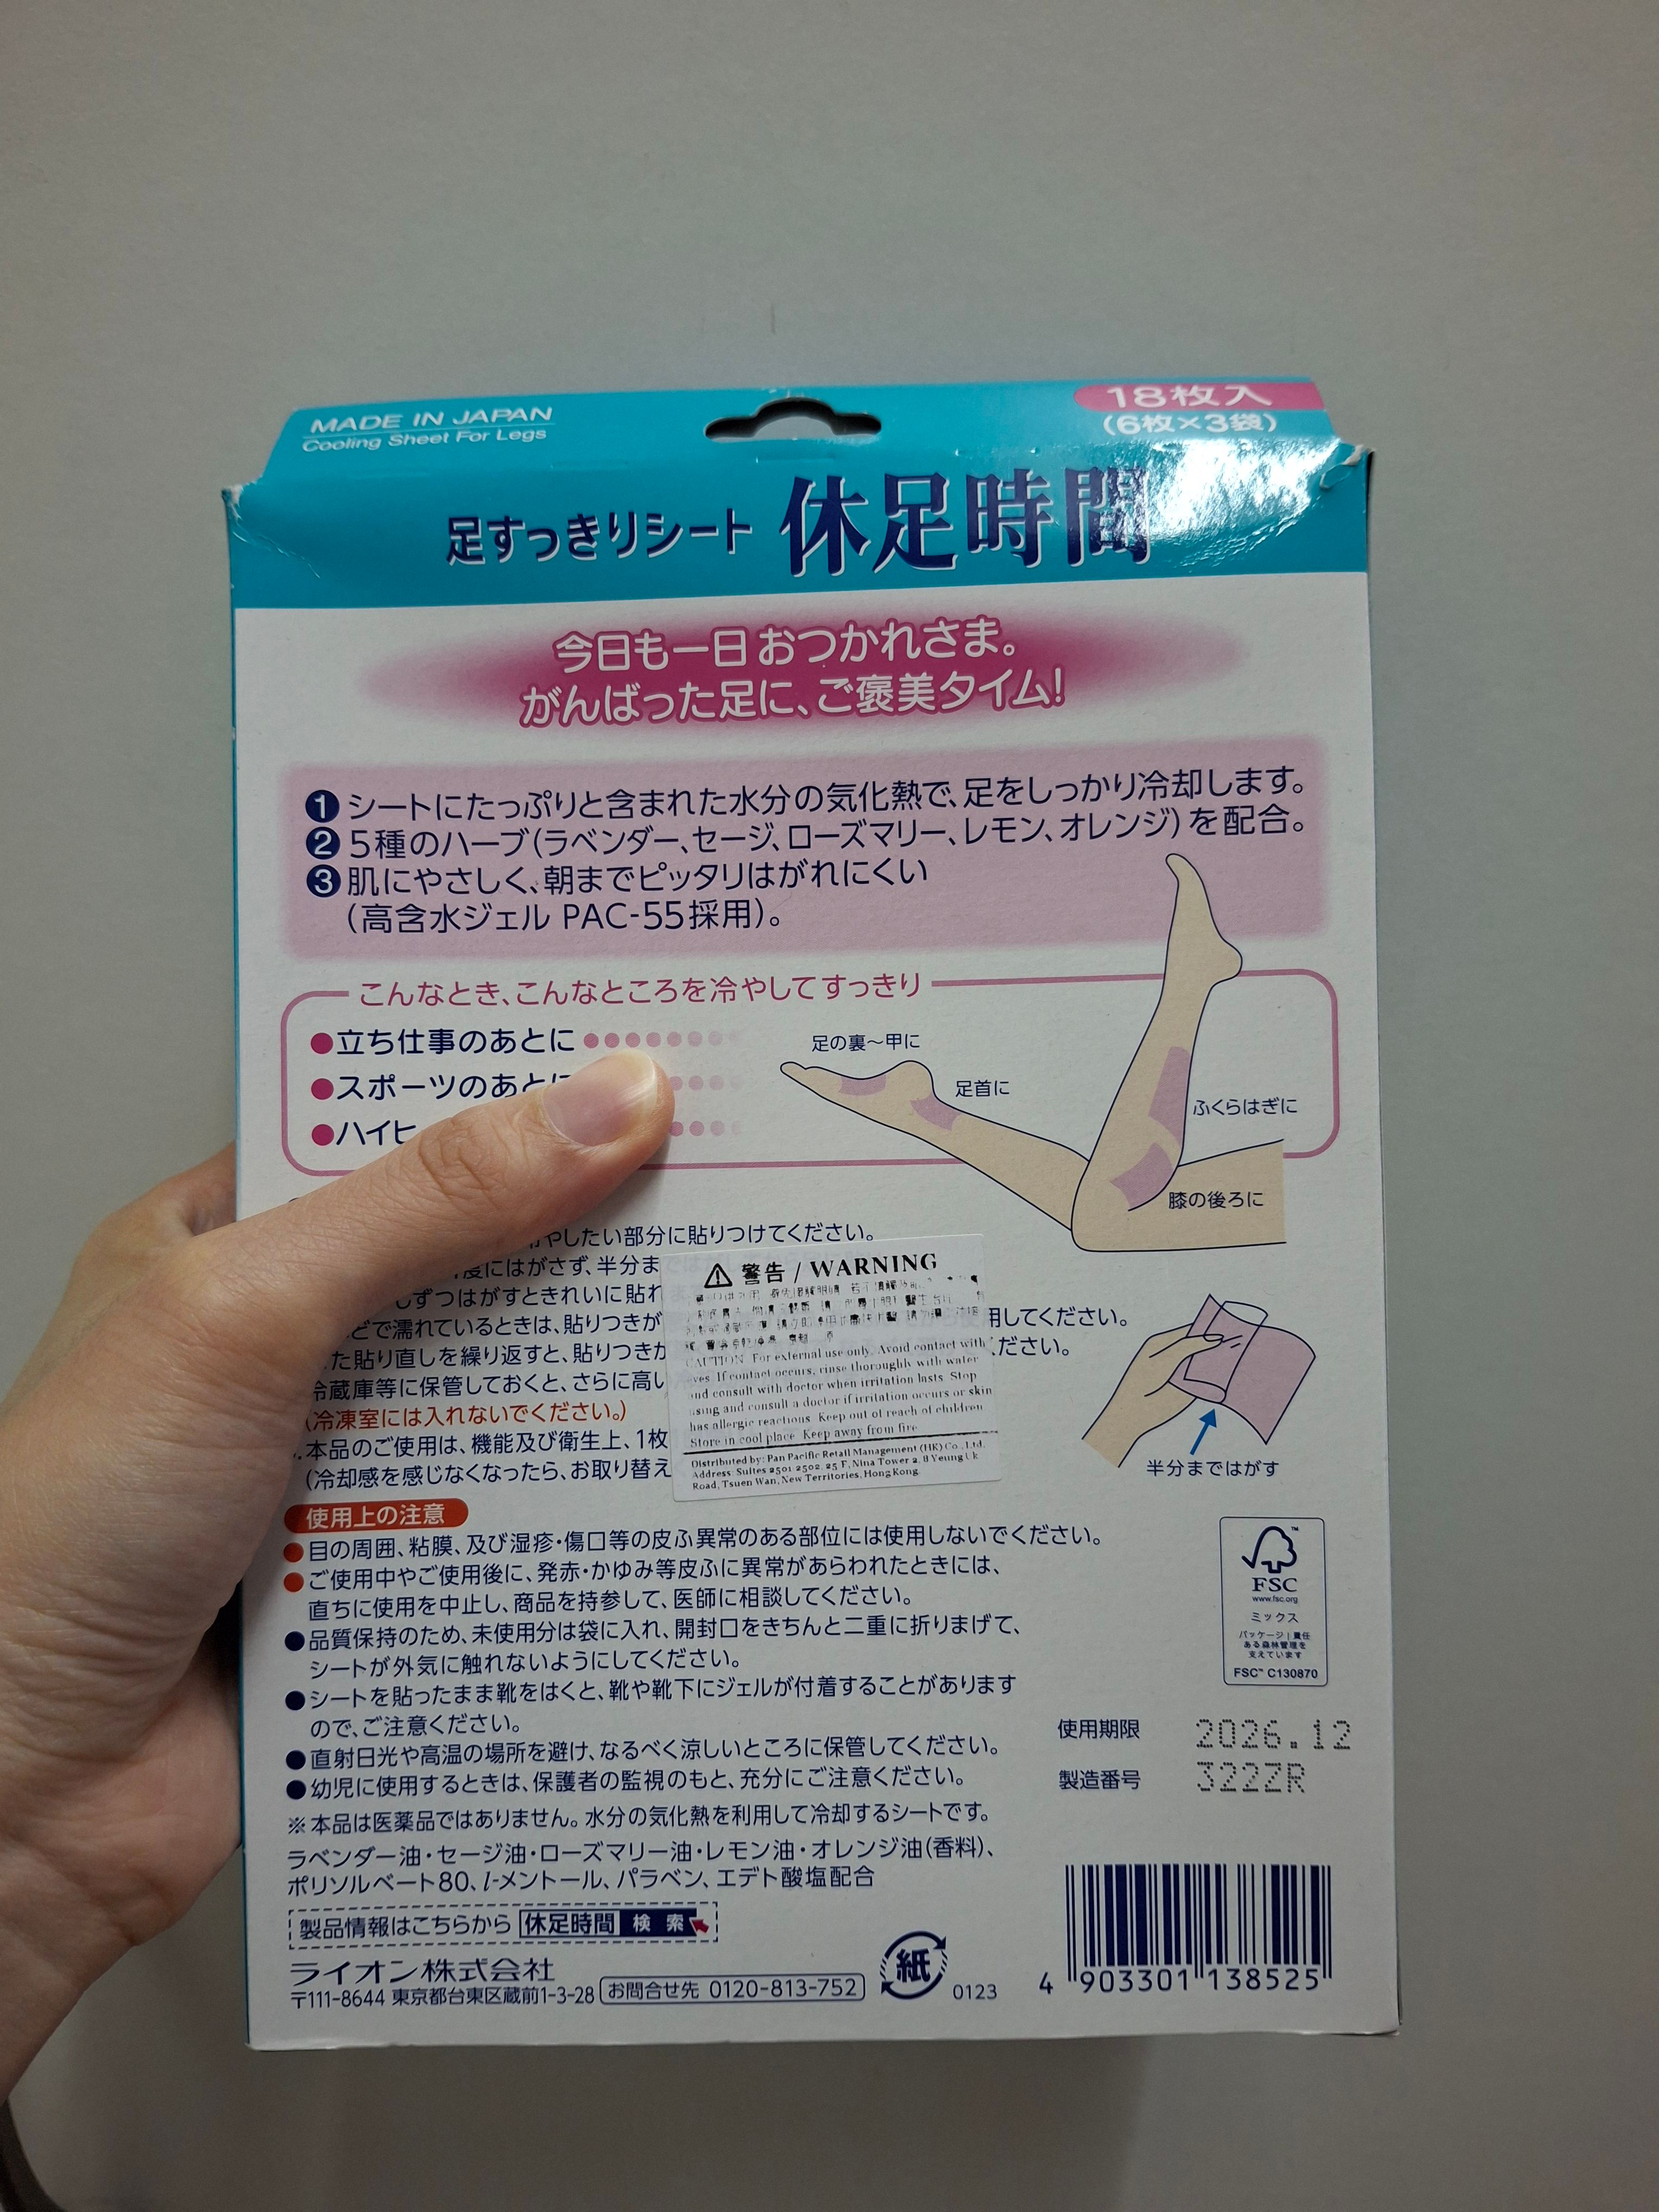 MADE IN JAPAN
Cooling Sheet For Legs
18枚入
(6枚×3袋)
足すっきりシート 休足時間
今日も一日おつかれさま。
がんばった足に、ご褒美タイム!
1 シートにたっぷりと含まれた水分の気化熱で、足をしっかり冷却します。
2 5種のハーブ(ラベンダー、セージ、ローズマリー、レモン、オレンジ)を配合。
3 肌にやさしく、朝までピッタリはがれにくい
(高含水ジェル PAC-55採用)。
こんなとき、こんなところを冷やしてすっきり
●立ち仕事のあとに
●スポーツのあとに
●ハイヒ
足の裏〜甲に
足首に
ふくらはぎに
膝の後ろに
やしたい部分に貼りつけてください。
度にはがさず、半分ま
しずつはがすときれいに貼れ
どで濡れているときは、貼りつきが
用してください。
た貼り直しを繰り返すと、貼りつきが
ださい。
冷蔵庫等に保管しておくと、さらに高い
(冷凍室には入れないでください。)
本品のご使用は、機能及び衛生上、1枚
(冷却感を感じなくなったら、お取り替え
半分まではがす
⚠ 警告 / WARNING
CAUTION For external use only. Avoid contact with
eyes. If contact occurs, rinse thoroughly with water
and consult with doctor when irritation lasts. Stop
using and consult a doctor if irritation occurs or skin
has allergic reactions. Keep out of reach of children.
Store in cool place. Keep away from fire
Distributed by: Pan Pacific Retail Management (HK) Co., Ltd.
Address: Suites 2501-2502, 25/F, Nina Tower 2, 8 Yeung Uk
Road, Tsuen Wan, New Territories, Hong Kong.
使用上の注意
●目の周囲、粘膜、及び湿疹・傷口等の皮ふ異常のある部位には使用しないでください。
●ご使用中やご使用後に、発赤・かゆみ等皮ふに異常があらわれたときには、
直ちに使用を中止し、商品を持参して、医師に相談してください。
●品質保持のため、未使用分は袋に入れ、開封口をきちんと二重に折りまげて、
シートが外気に触れないようにしてください。
●シートを貼ったまま靴をはくと、靴や靴下にジェルが付着することがあります
ので、ご注意ください。
●直射日光や高温の場所を避け、なるべく涼しいところに保管してください。
●幼児に使用するときは、保護者の監視のもと、充分にご注意ください。
※本品は医薬品ではありません。水分の気化熱を利用して冷却するシートです。
ラベンダー油・セージ油・ローズマリー油・レモン油・オレンジ油(香料)、
ポリソルベート80、l-メントール、パラベン、エデト酸塩配合
製品情報はこちらから 休足時間 検索
ライオン株式会社
〒111-8644 東京都台東区蔵前1-3-28 お問合せ先 0120-813-752
紙
0123
FSC™
www.fsc.org
ミックス
パッケージ|責任
ある森林管理を
支えています
FSC™ C130870
使用期限 2026.12
製造番号 322ZR
4 903301 138525